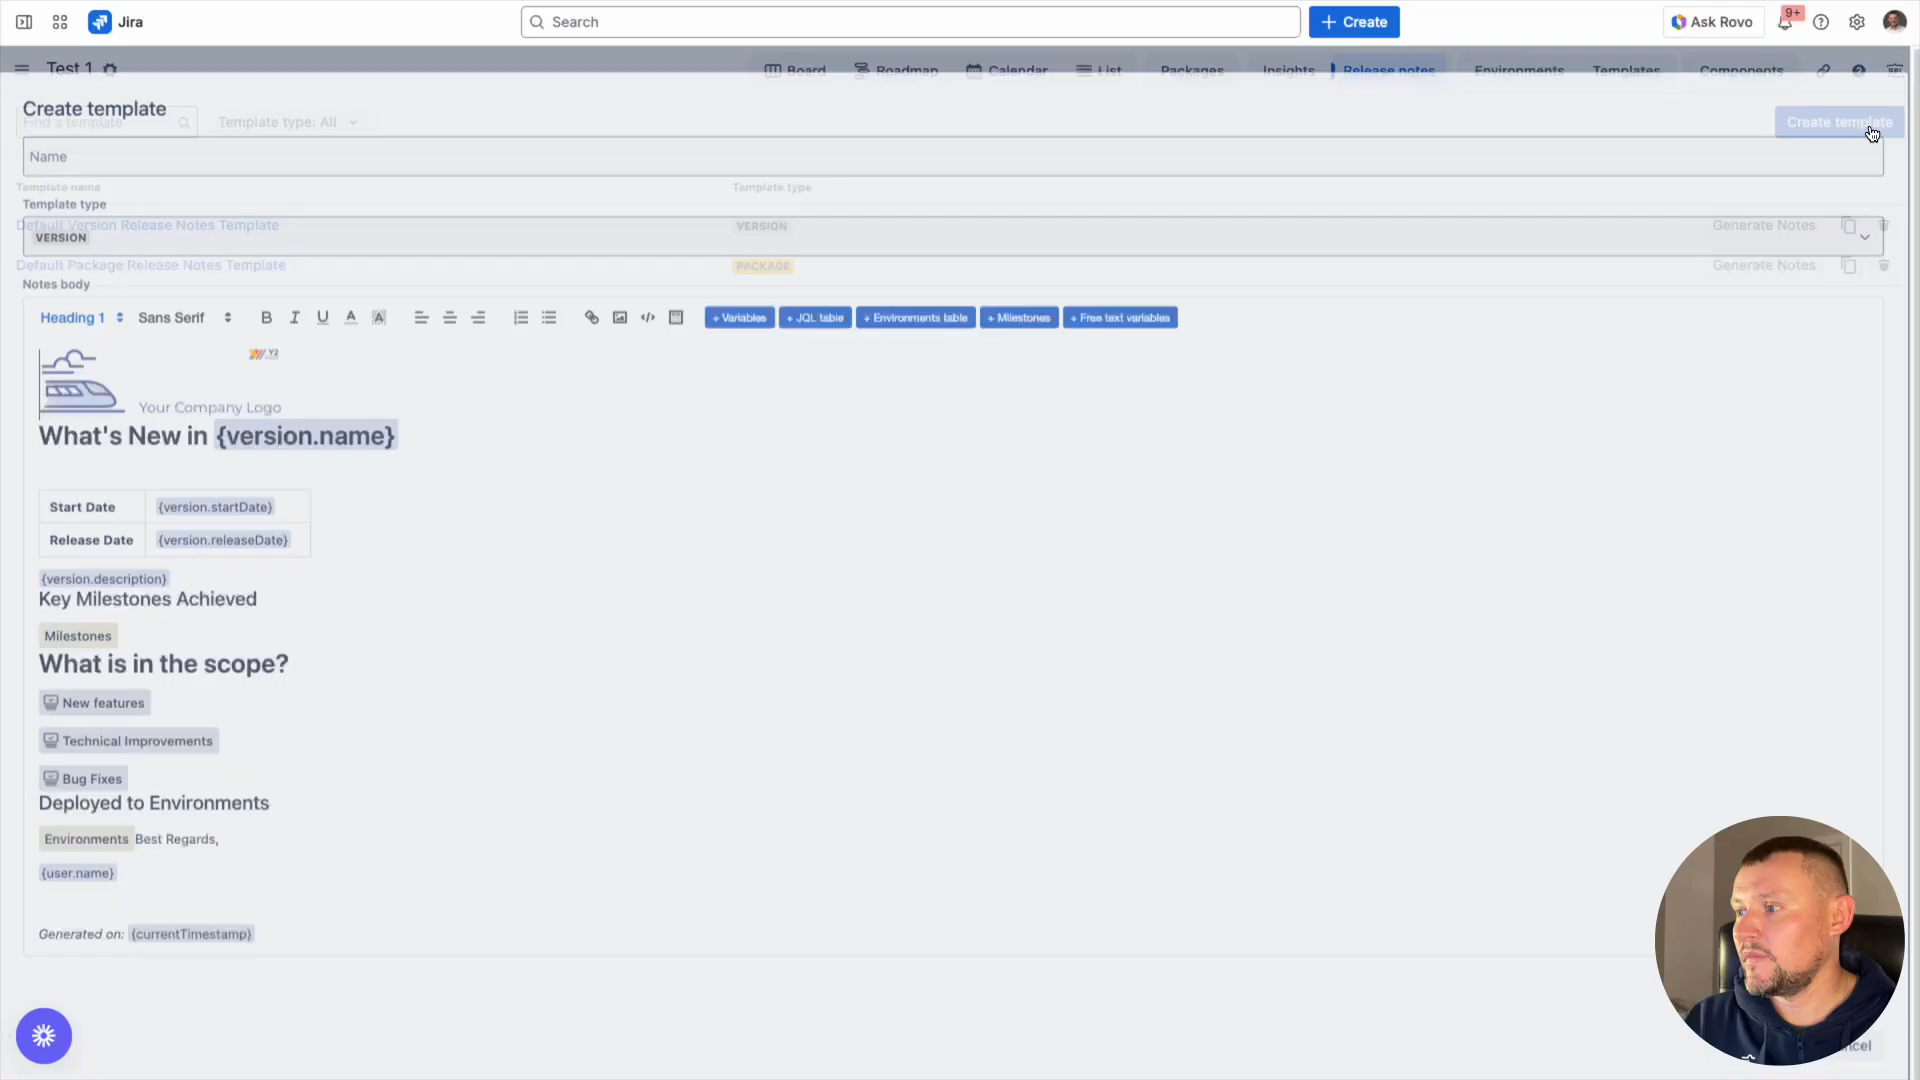 Jira
Search
+ Create
Ask Rovo
9+
Test 1
Board
Roadmap
Calendar
List
Packages
Insights
Release notes
Environments
Templates
Components
Create template
Find a template
Template type: All
Create template
Name
Template name
Template type
Template type
Default Version Release Notes Template
VERSION
Generate Notes
VERSION
Default Package Release Notes Template
PACKAGE
Generate Notes
Notes body
Heading 1
Sans Serif
+ Variables
+ JQL table
+ Environments table
+ Milestones
+ Free text variables
Your Company Logo
What's New in {version.name}
Start Date {version.startDate}
Release Date {version.releaseDate}
{version.description}
Key Milestones Achieved
Milestones
What is in the scope?
New features
Technical Improvements
Bug Fixes
Deployed to Environments
Environments Best Regards,
{user.name}
Generated on: {currentTimestamp}